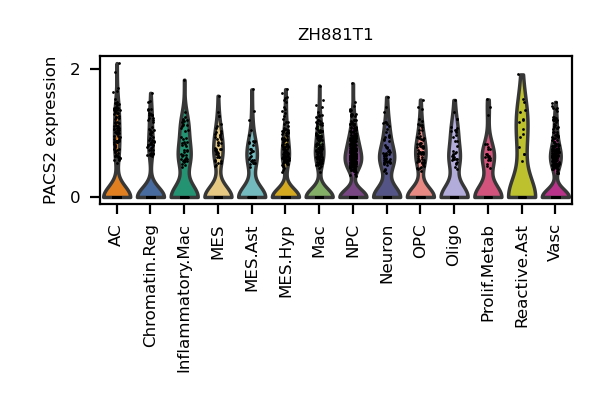 ZH881T1
PACS2 expression
2
0
AC
Chromatin.Reg
Inflammatory.Mac
MES
MES.Ast
MES.Hyp
Mac
NPC
Neuron
OPC
Oligo
Prolif.Metab
Reactive.Ast
Vasc